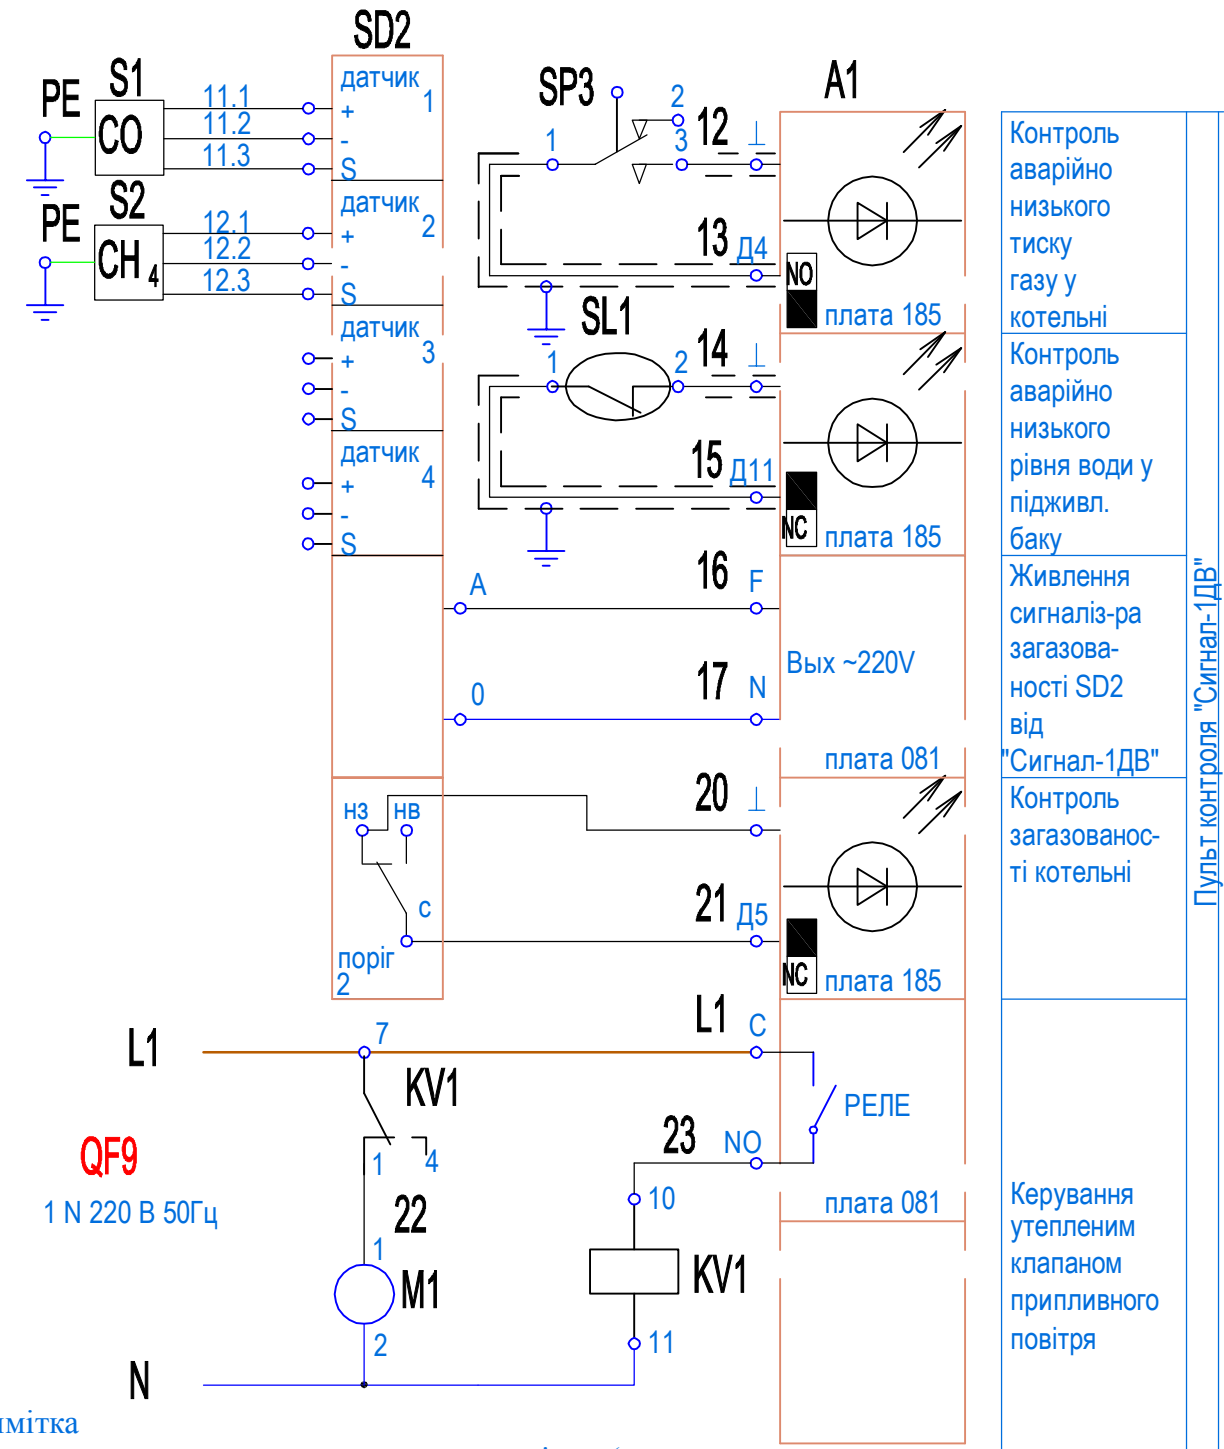 SD2
S1
PE
CO
11.1
11.2
11.3
датчик
1
+
-
S
S2
PE
CH4
12.1
12.2
12.3
датчик
2
+
-
S
датчик
3
+
-
S
датчик
4
+
-
S
SP3
1
2
3
12
⊥
13
Д4
A1
NO
плата 185
SL1
1
2
14
⊥
15
Д11
NC
плата 185
A
16
F
0
17
N
Вых ~220V
плата 081
нз
нв
с
поріг
2
20
⊥
21
Д5
NC
плата 185
L1
7
L1
C
KV1
1
4
РЕЛЕ
23
NO
плата 081
QF9
1 N 220 В 50Гц
22
1
M1
2
10
KV1
11
N
Контроль
аварійно
низького
тиску
газу у
котельні
Контроль
аварійно
низького
рівня води у
підживл.
баку
Живлення
сигналіз-ра
загазова-
ності SD2
від
"Сигнал-1ДВ"
Контроль
загазованос-
ті котельні
Керування
утепленим
клапаном
припливного
повітря
Пульт контроля "Сигнал-1ДВ"
мітка